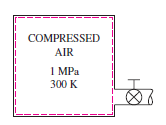 COMPRESSED
AIR
1 MPa
300 K